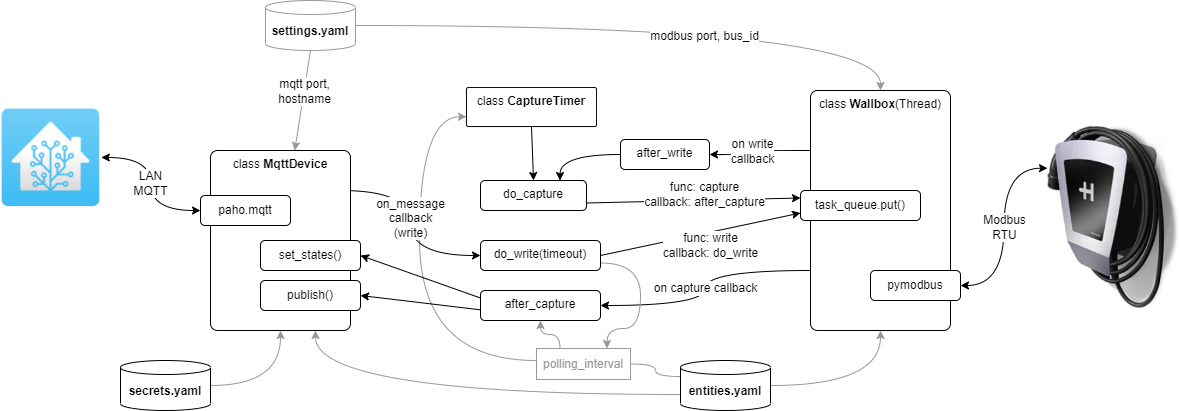 settings.yaml
modbus port, bus_id
mqtt port,
hostname
class CaptureTimer
class Wallbox(Thread)
on write
callback
after_write
class MqttDevice
LAN
MQTT
do_capture
func: capture
callback: after_capture
paho.mqtt
on_message
callback
(write)
task_queue.put()
Modbus
RTU
func: write
callback: do_write
set_states()
do_write(timeout)
pymodbus
on capture callback
publish()
after_capture
polling_interval
secrets.yaml
entities.yaml